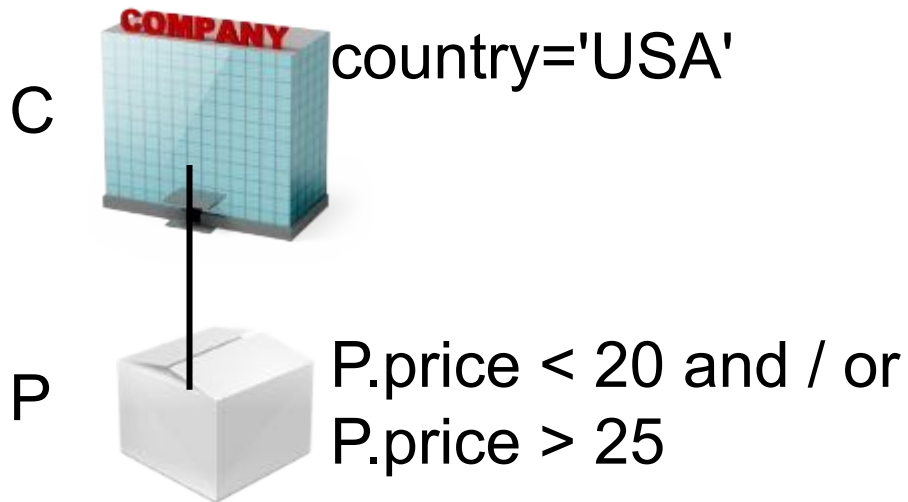 COMPANY
C
country='USA'
P
P.price < 20 and / or
P.price > 25